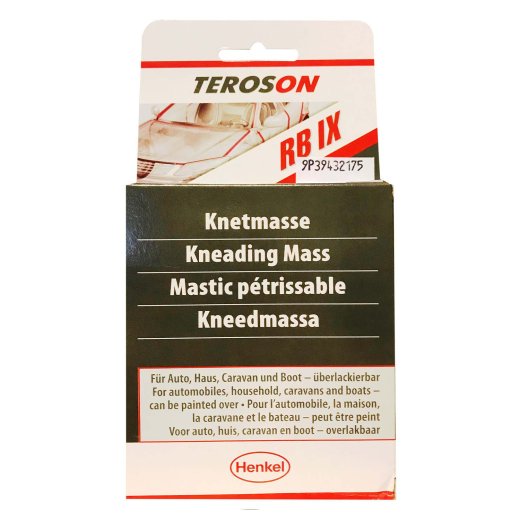 TEROSON
RB IX
9P39432175
Knetmasse
Kneading Mass
Mastic pétrissable
Kneedmassa
Für Auto, Haus, Caravan und Boot – überlackierbar
For automobiles, household, caravans and boats –
can be painted over • Pour l'automobile, la maison,
la caravane et le bateau – peut être peint
Voor auto, huis, caravan en boot – overlakbaar
Henkel